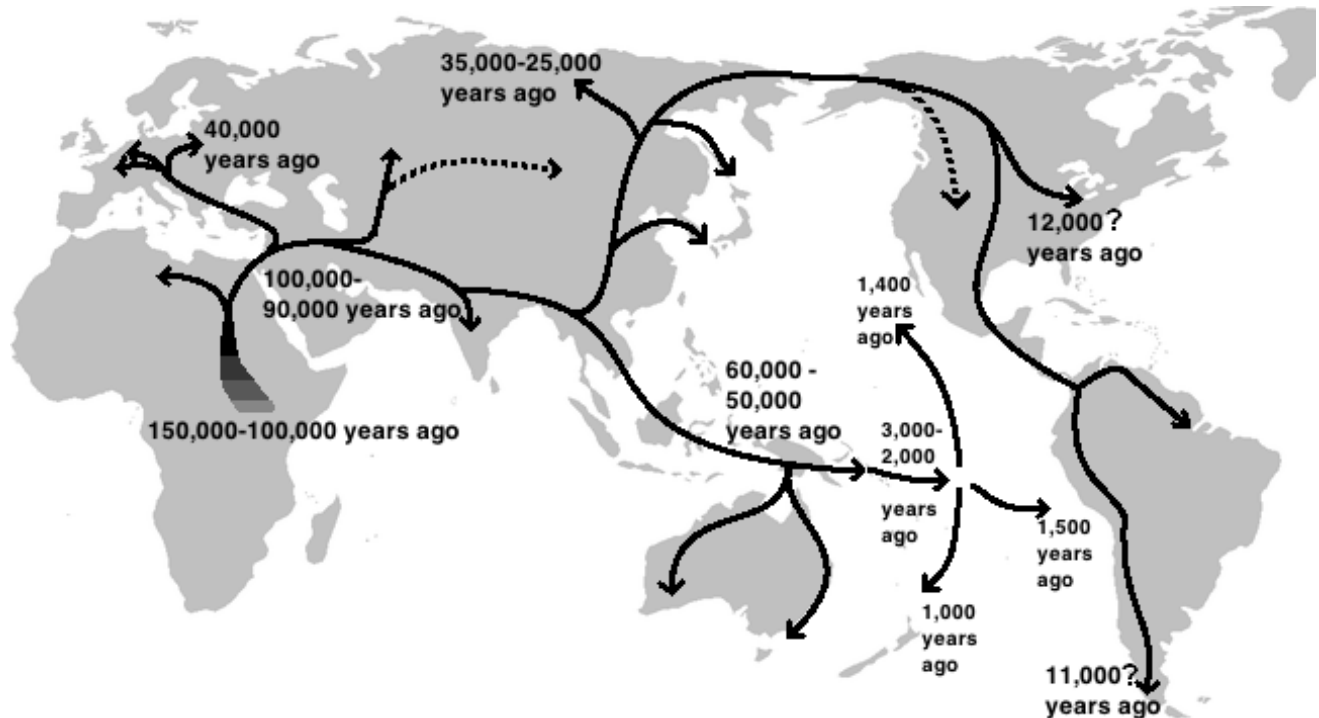 35,000-25,000
years ago
40,000
years ago
100,000-
90,000 years ago
150,000-100,000 years ago
12,000?
years ago
1,400
years
ago
60,000 -
50,000
years ago
3,000-
2,000
years
ago
1,500
years
ago
1,000
years
ago
11,000?
years ago